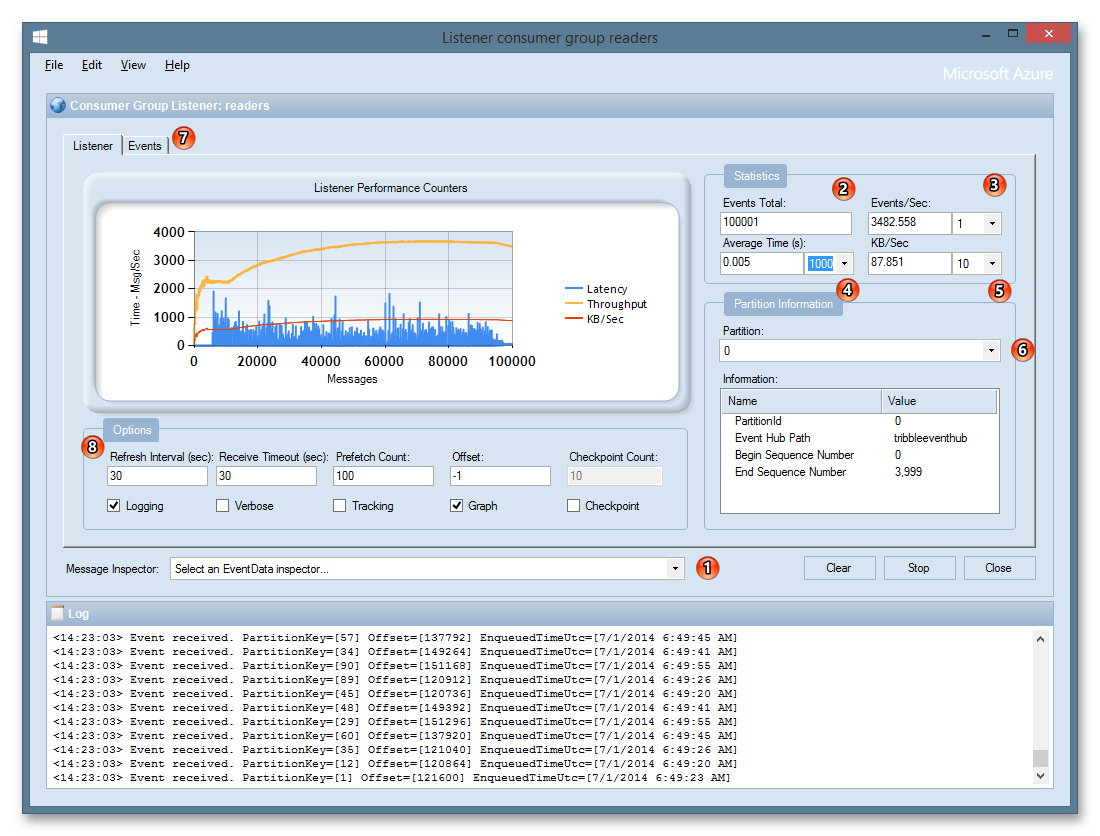 Listener consumer group readers
File Edit View Help
Microsoft Azure
Consumer Group Listener: readers
Listener Events 7
Listener Performance Counters
4000
3000
2000
1000
0
Time - Msg/Sec
0 20000 40000 60000 80000 100000
Messages
Latency
Throughput
KB/Sec
Statistics
2 3
Events Total: Events/Sec:
100001 3482.558 1
Average Time (s): KB/Sec
0.005 1000 87.851 10
4 5
Partition Information
Partition:
0 6
Information:
Name Value
PartitionId 0
Event Hub Path tribbleeventhub
Begin Sequence Number 0
End Sequence Number 3,999
8 Options
Refresh Interval (sec): Receive Timeout (sec): Prefetch Count: Offset: Checkpoint Count:
30 30 100 -1 10
Logging Verbose Tracking Graph Checkpoint
Message Inspector: Select an EventData inspector... 1 Clear Stop Close
Log
<14:23:03> Event received. PartitionKey=[57] Offset=[137792] EnqueuedTimeUtc=[7/1/2014 6:49:45 AM]
<14:23:03> Event received. PartitionKey=[34] Offset=[149264] EnqueuedTimeUtc=[7/1/2014 6:49:41 AM]
<14:23:03> Event received. PartitionKey=[90] Offset=[151168] EnqueuedTimeUtc=[7/1/2014 6:49:55 AM]
<14:23:03> Event received. PartitionKey=[89] Offset=[120912] EnqueuedTimeUtc=[7/1/2014 6:49:26 AM]
<14:23:03> Event received. PartitionKey=[45] Offset=[120736] EnqueuedTimeUtc=[7/1/2014 6:49:20 AM]
<14:23:03> Event received. PartitionKey=[48] Offset=[149392] EnqueuedTimeUtc=[7/1/2014 6:49:41 AM]
<14:23:03> Event received. PartitionKey=[29] Offset=[151296] EnqueuedTimeUtc=[7/1/2014 6:49:55 AM]
<14:23:03> Event received. PartitionKey=[60] Offset=[137920] EnqueuedTimeUtc=[7/1/2014 6:49:45 AM]
<14:23:03> Event received. PartitionKey=[35] Offset=[121040] EnqueuedTimeUtc=[7/1/2014 6:49:26 AM]
<14:23:03> Event received. PartitionKey=[12] Offset=[120864] EnqueuedTimeUtc=[7/1/2014 6:49:20 AM]
<14:23:03> Event received. PartitionKey=[1] Offset=[121600] EnqueuedTimeUtc=[7/1/2014 6:49:23 AM]